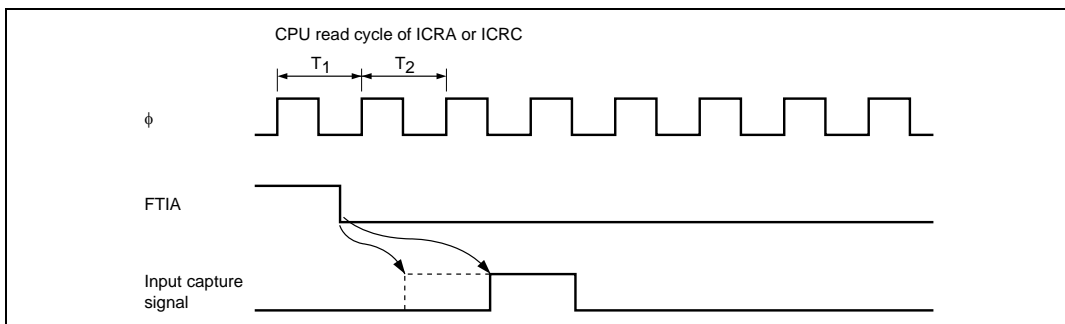 CPU read cycle of ICRA or ICRC
T1 T2
ϕ
FTIA
Input capture
signal